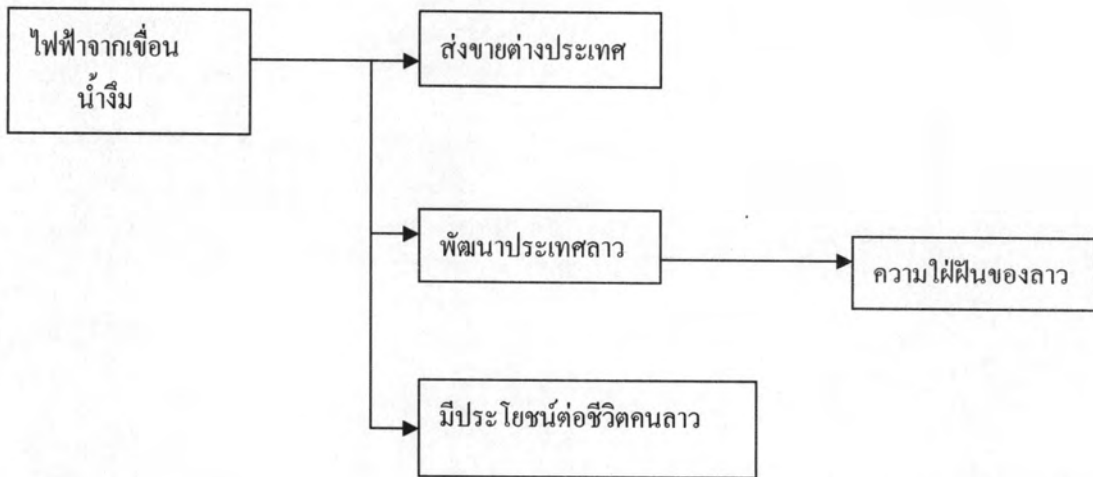 ไฟฟ้าจากเขื่อน
น้ำงึม
ส่งขายต่างประเทศ
พัฒนาประเทศลาว
ความใฝ่ฝันของลาว
มีประโยชน์ต่อชีวิตคนลาว